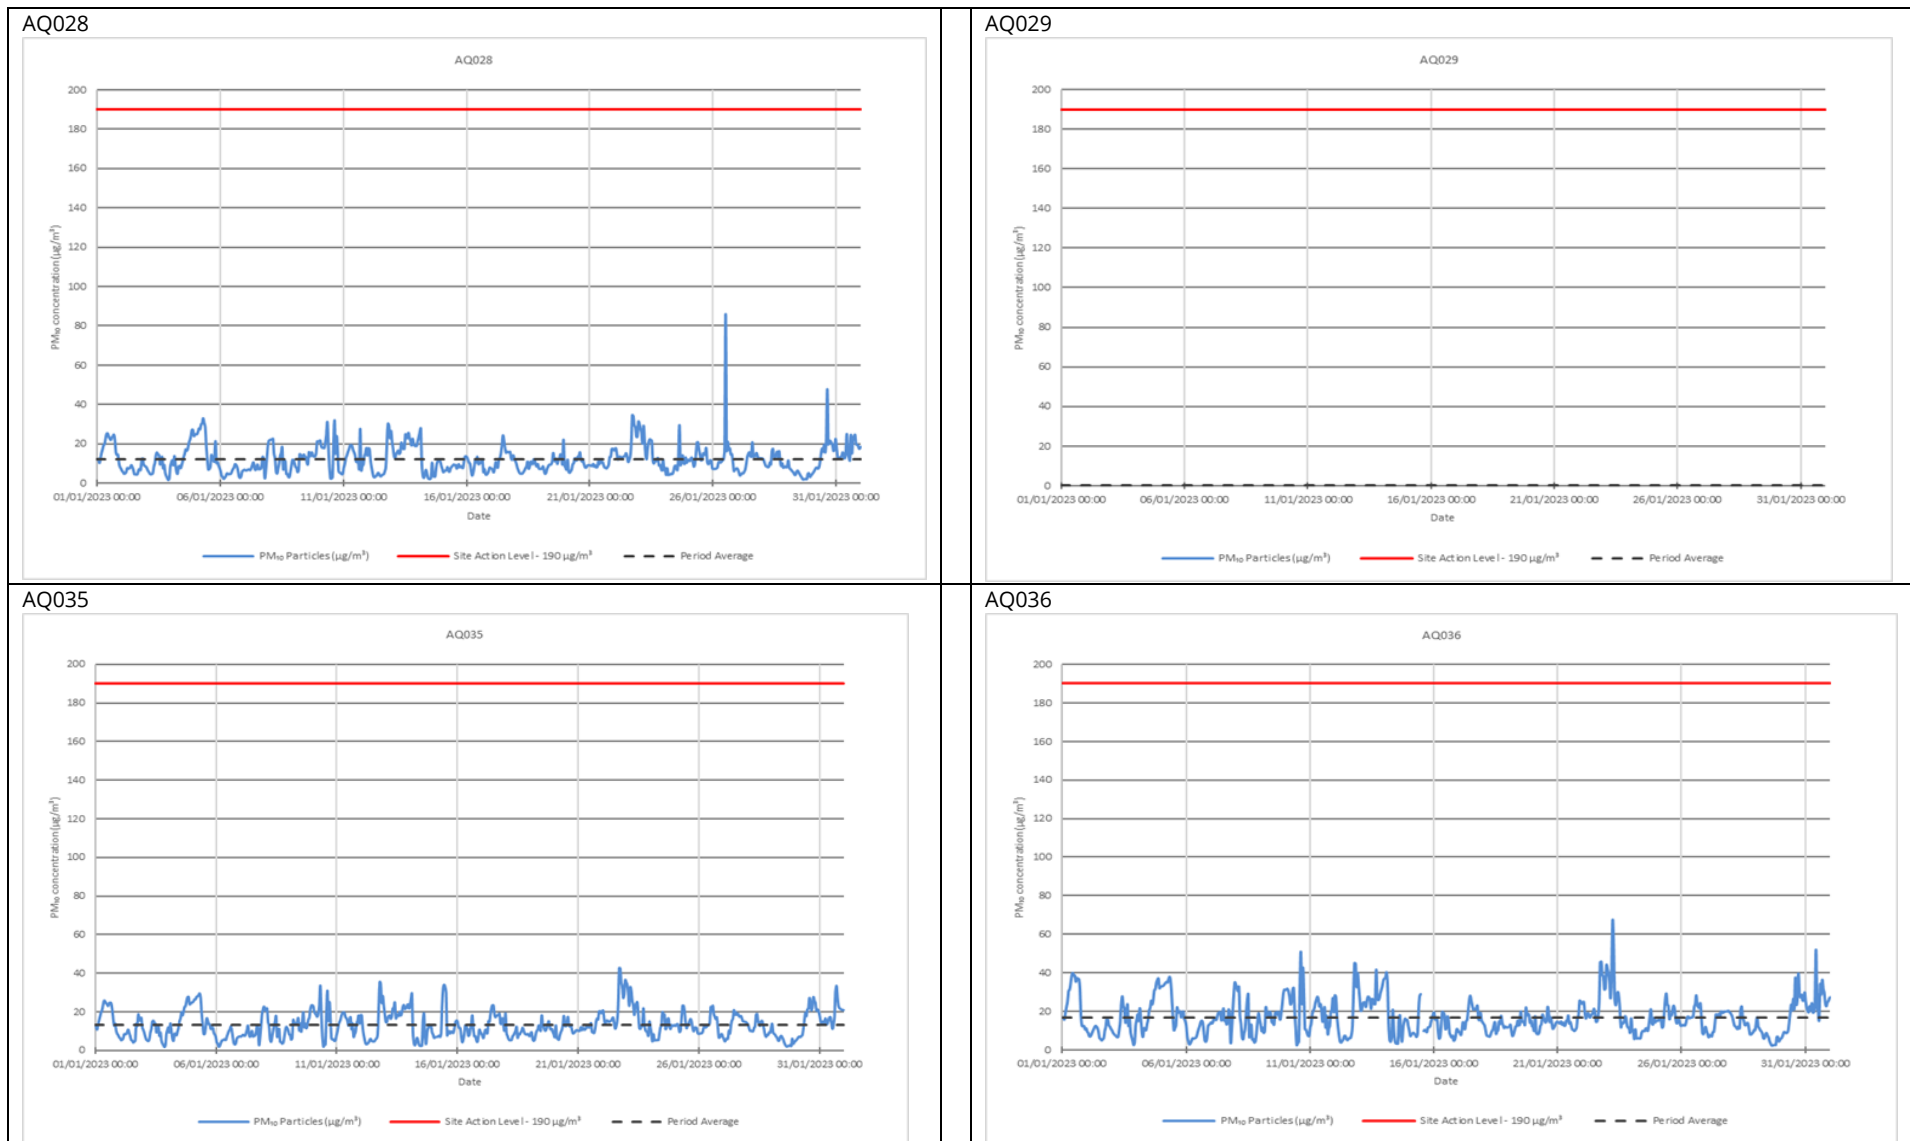 AQ028
AQ028
200
180
160
140
120
100
80
60
40
20
0
PM₁₀ concentration (µg/m³)
01/01/2023 00:00 06/01/2023 00:00 11/01/2023 00:00 16/01/2023 00:00 21/01/2023 00:00 26/01/2023 00:00 31/01/2023 00:00
Date
PM₁₀ Particles (µg/m³) Site Action Level - 190 µg/m³ Period Average
AQ029
AQ029
200
180
160
140
120
100
80
60
40
20
0
PM₁₀ concentration (µg/m³)
01/01/2023 00:00 06/01/2023 00:00 11/01/2023 00:00 16/01/2023 00:00 21/01/2023 00:00 26/01/2023 00:00 31/01/2023 00:00
Date
PM₁₀ Particles (µg/m³) Site Action Level - 190 µg/m³ Period Average
AQ035
AQ035
200
180
160
140
120
100
80
60
40
20
0
PM₁₀ concentration (µg/m³)
01/01/2023 00:00 06/01/2023 00:00 11/01/2023 00:00 16/01/2023 00:00 21/01/2023 00:00 26/01/2023 00:00 31/01/2023 00:00
Date
PM₁₀ Particles (µg/m³) Site Action Level - 190 µg/m³ Period Average
AQ036
AQ036
200
180
160
140
120
100
80
60
40
20
0
PM₁₀ concentration (µg/m³)
01/01/2023 00:00 06/01/2023 00:00 11/01/2023 00:00 16/01/2023 00:00 21/01/2023 00:00 26/01/2023 00:00 31/01/2023 00:00
Date
PM₁₀ Particles (µg/m³) Site Action Level - 190 µg/m³ Period Average